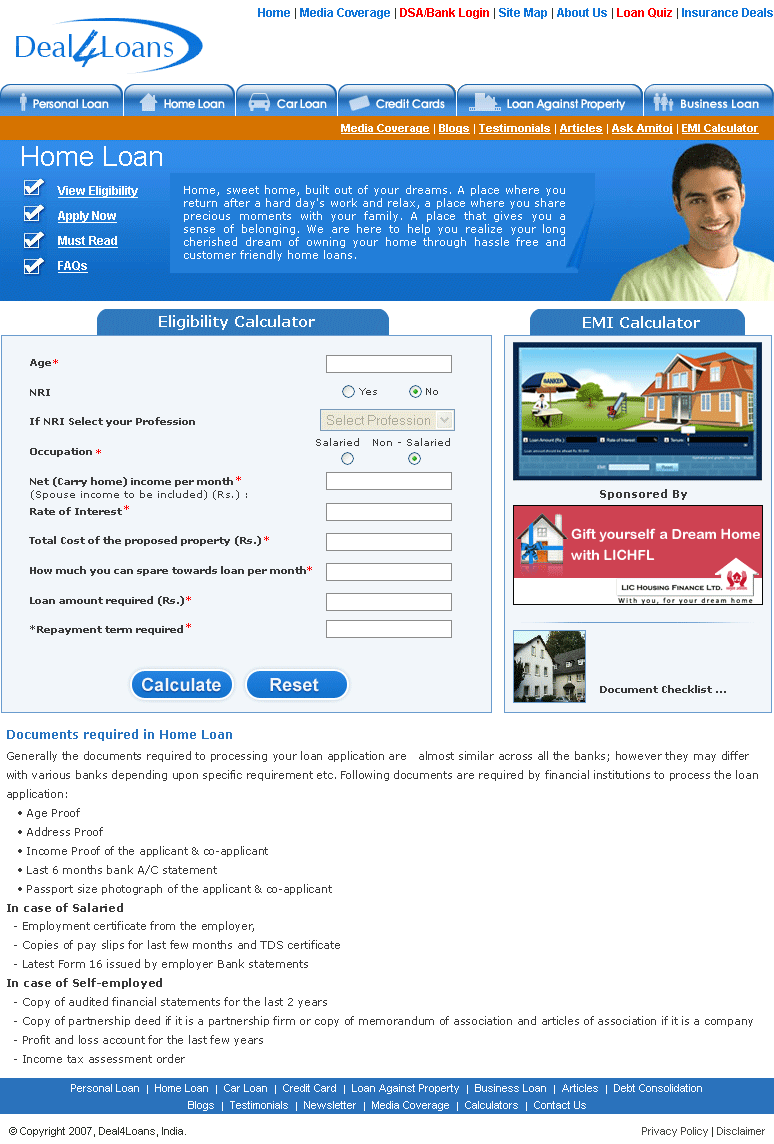 Home | Media Coverage | DSA/Bank Login | Site Map | About Us | Loan Quiz | Insurance Deals
Deal4Loans
Personal Loan Home Loan Car Loan Credit Cards Loan Against Property Business Loan
Media Coverage | Blogs | Testimonials | Articles | Ask Amitoj | EMI Calculator
Home Loan
View Eligibility
Apply Now
Must Read
FAQs
Home, sweet home, built out of your dreams. A place where you
return after a hard day's work and relax, a place where you share
precious moments with your family. A place that gives you a
sense of belonging. We are here to help you realize your long
cherished dream of owning your home through hassle free and
customer friendly home loans.
Eligibility Calculator
Age*
NRI Yes No
If NRI Select your Profession Select Profession
Occupation * Salaried Non - Salaried
Net (Carry home) income per month*
(Spouse income to be included) (Rs.) :
Rate of Interest*
Total Cost of the proposed property (Rs.)*
How much you can spare towards loan per month*
Loan amount required (Rs.)*
*Repayment term required*
Calculate Reset
EMI Calculator
BANKER
Loan Amount (Rs.) Rate of Interest Tenure
EMI Reset
Sponsored By
Gift yourself a Dream Home
with LICHFL
LIC HOUSING FINANCE LTD.
With you, for your dream home
Document Checklist ...
Documents required in Home Loan
Generally the documents required to processing your loan application are almost similar across all the banks; however they may differ
with various banks depending upon specific requirement etc. Following documents are required by financial institutions to process the loan
application:
• Age Proof
• Address Proof
• Income Proof of the applicant & co-applicant
• Last 6 months bank A/C statement
• Passport size photograph of the applicant & co-applicant
In case of Salaried
- Employment certificate from the employer,
- Copies of pay slips for last few months and TDS certificate
- Latest Form 16 issued by employer Bank statements
In case of Self-employed
- Copy of audited financial statements for the last 2 years
- Copy of partnership deed if it is a partnership firm or copy of memorandum of association and articles of association if it is a company
- Profit and loss account for the last few years
- Income tax assessment order
Personal Loan | Home Loan | Car Loan | Credit Card | Loan Against Property | Business Loan | Articles | Debt Consolidation
Blogs | Testimonials | Newsletter | Media Coverage | Calculators | Contact Us
© Copyright 2007, Deal4Loans, India.
Privacy Policy | Disclaimer